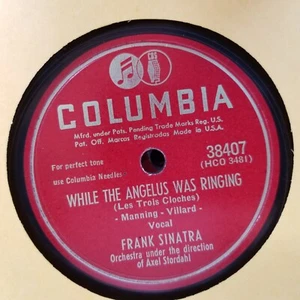 CBS
COLUMBIA
Mfrd. under Pats. Pending Trade Marks Reg. U.S.
Pat. Off. Marcas Registradas Made in U.S.A.
For perfect tone
use Columbia Needles
38407
(HCO 3481)
WHILE THE ANGELUS WAS RINGING
(Les Trois Cloches)
- Manning - Villard -
Vocal
FRANK SINATRA
Orchestra under the direction
of Axel Stordahl